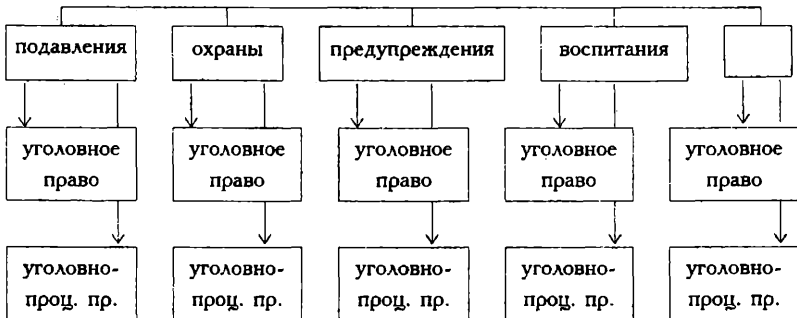 подавления
охраны
предупреждения
воспитания
уголовное
право
уголовное
право
уголовное
право
уголовное
право
уголовное
право
уголовно-
проц. пр.
уголовно-
проц. пр.
уголовно-
проц. пр.
уголовно-
проц. пр.
уголовно-
проц. пр.